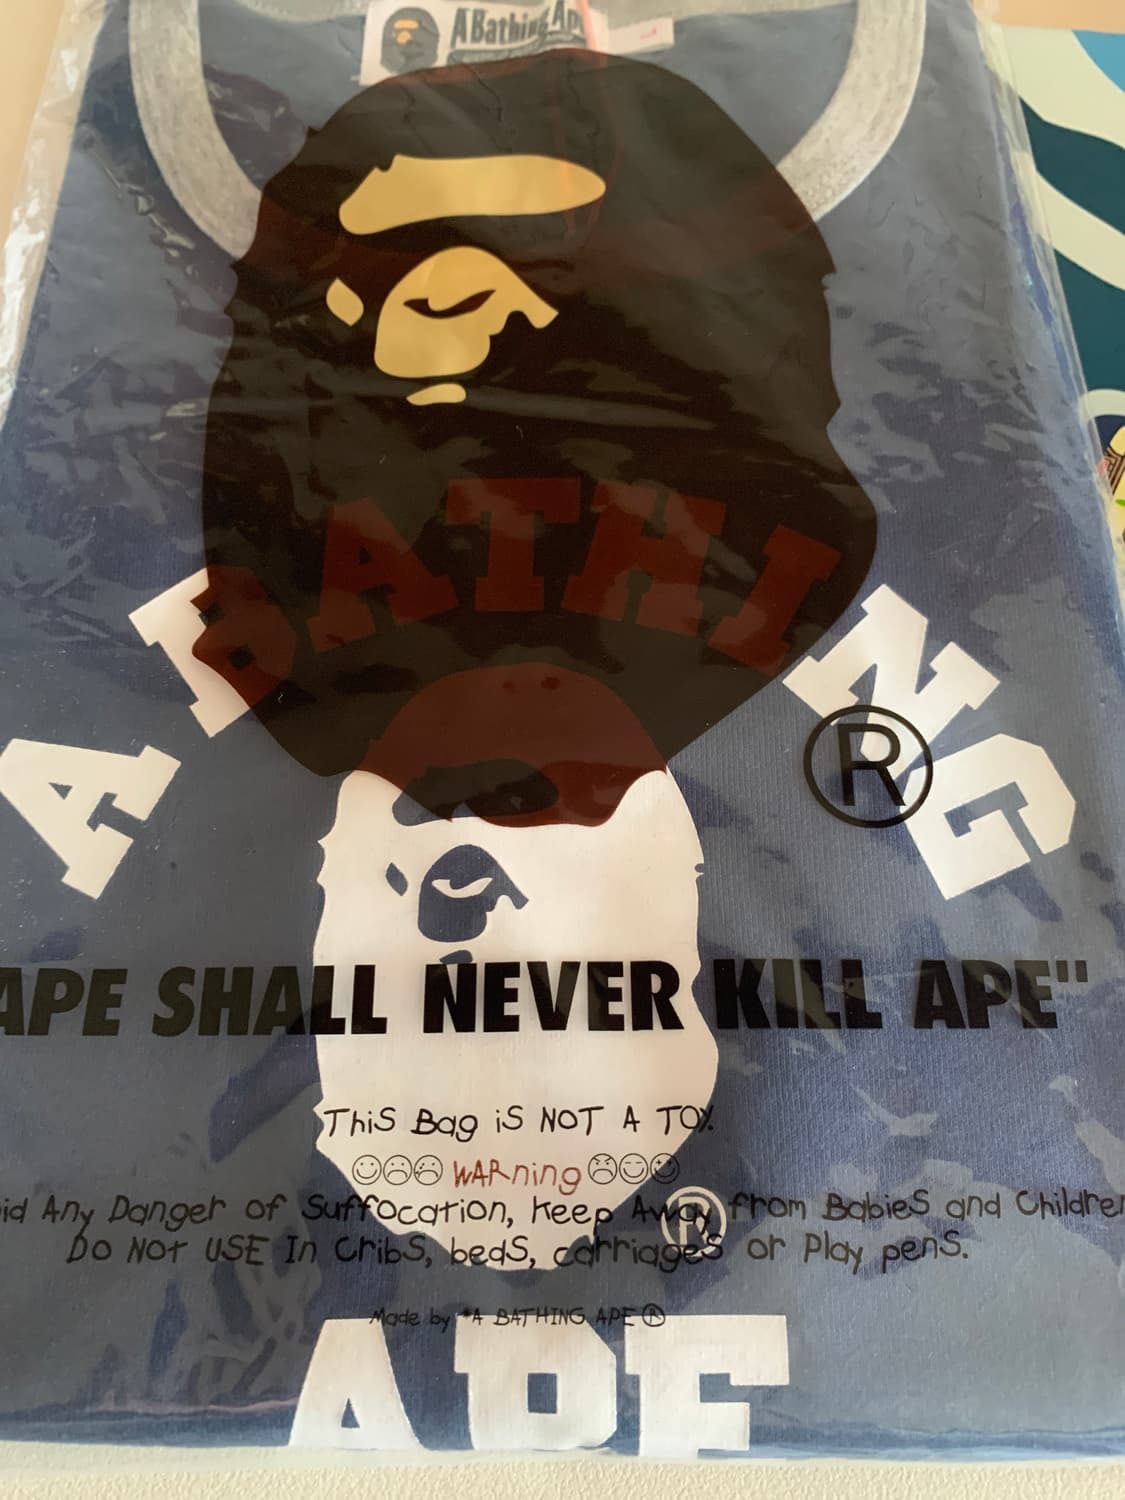 A Bathing Ape
A BATHING
®
APE SHALL NEVER KILL APE"
ThiS Bag iS NOT A TOY.
WARning
id Any Danger of Suffocation, Keep Away from BabieS and Childre
Do Not USE In CribS, bedS, carriageS or Play penS.
®
Made by *A BATHING APE®
APE